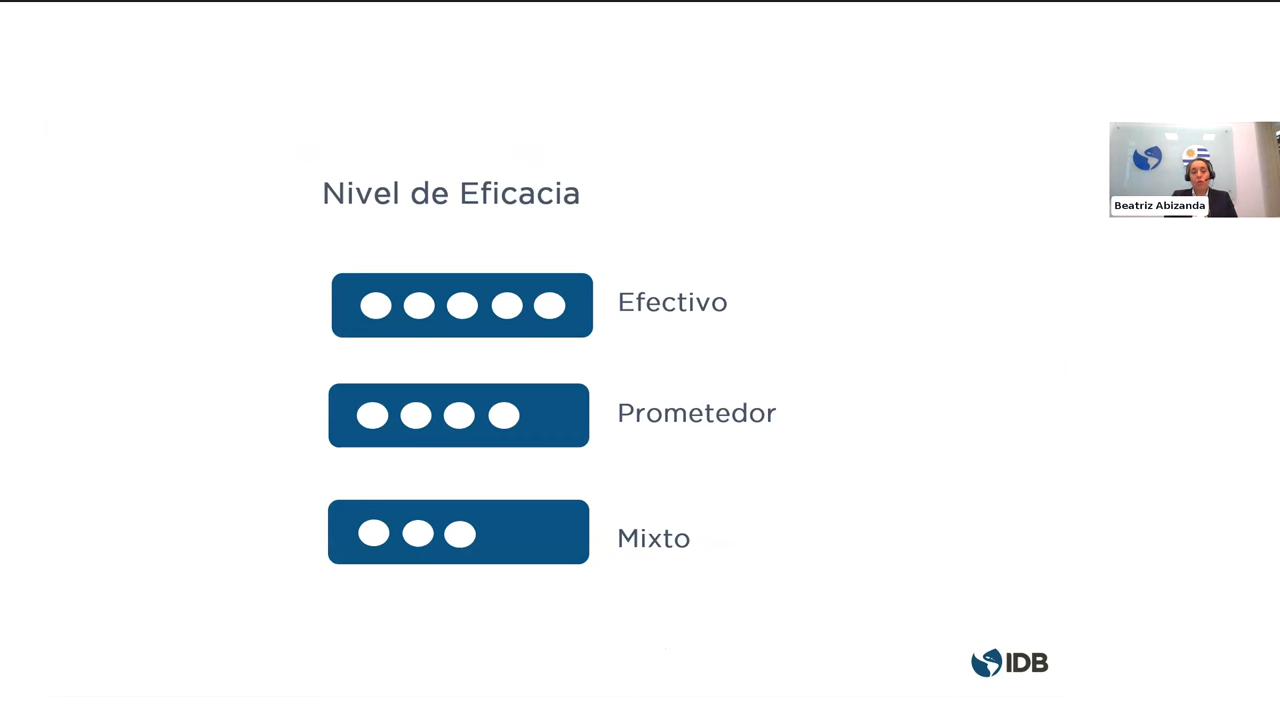 Nivel de Eficacia
Efectivo
Prometedor
Mixto
Beatriz Abizanda
IDB